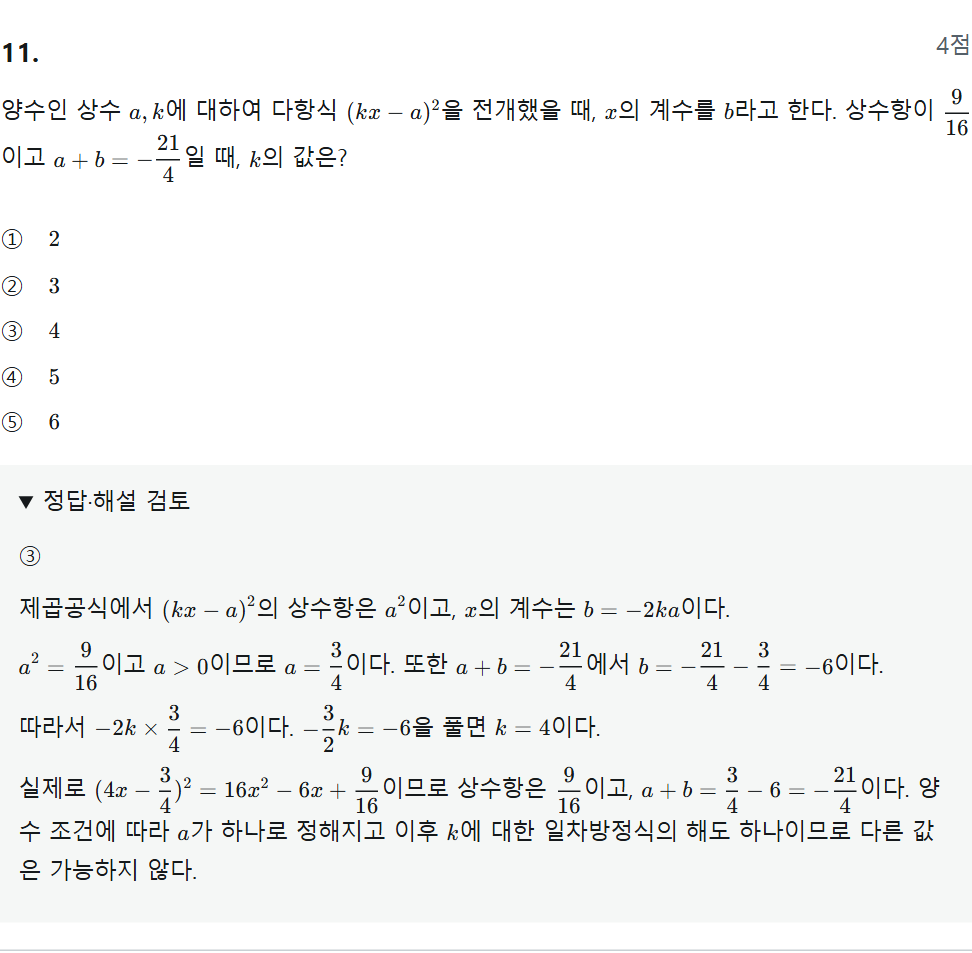 11.
4점
양수인 상수 a, k에 대하여 다항식 (kx − a)²을 전개했을 때, x의 계수를 b라고 한다. 상수항이 9/16
이고 a + b = −21/4일 때, k의 값은?
① 2
② 3
③ 4
④ 5
⑤ 6
▼ 정답·해설 검토
③
제곱공식에서 (kx − a)²의 상수항은 a²이고, x의 계수는 b = −2ka이다.
a² = 9/16이고 a > 0이므로 a = 3/4이다. 또한 a + b = −21/4에서 b = −21/4 − 3/4 = −6이다.
따라서 −2k × 3/4 = −6이다. −3/2k = −6을 풀면 k = 4이다.
실제로 (4x − 3/4)² = 16x² − 6x + 9/16이므로 상수항은 9/16이고, a + b = 3/4 − 6 = −21/4이다. 양
수 조건에 따라 a가 하나로 정해지고 이후 k에 대한 일차방정식의 해도 하나이므로 다른 값
은 가능하지 않다.